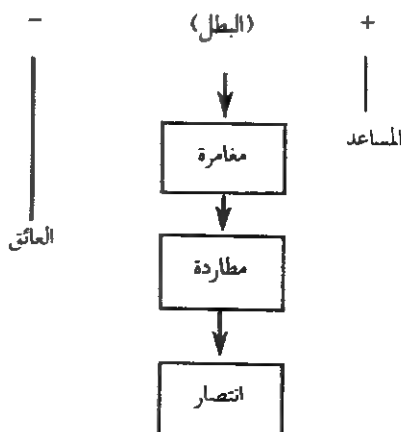 + (البطل) -
مغامرة
المساعد
العائق
مطاردة
انتصار